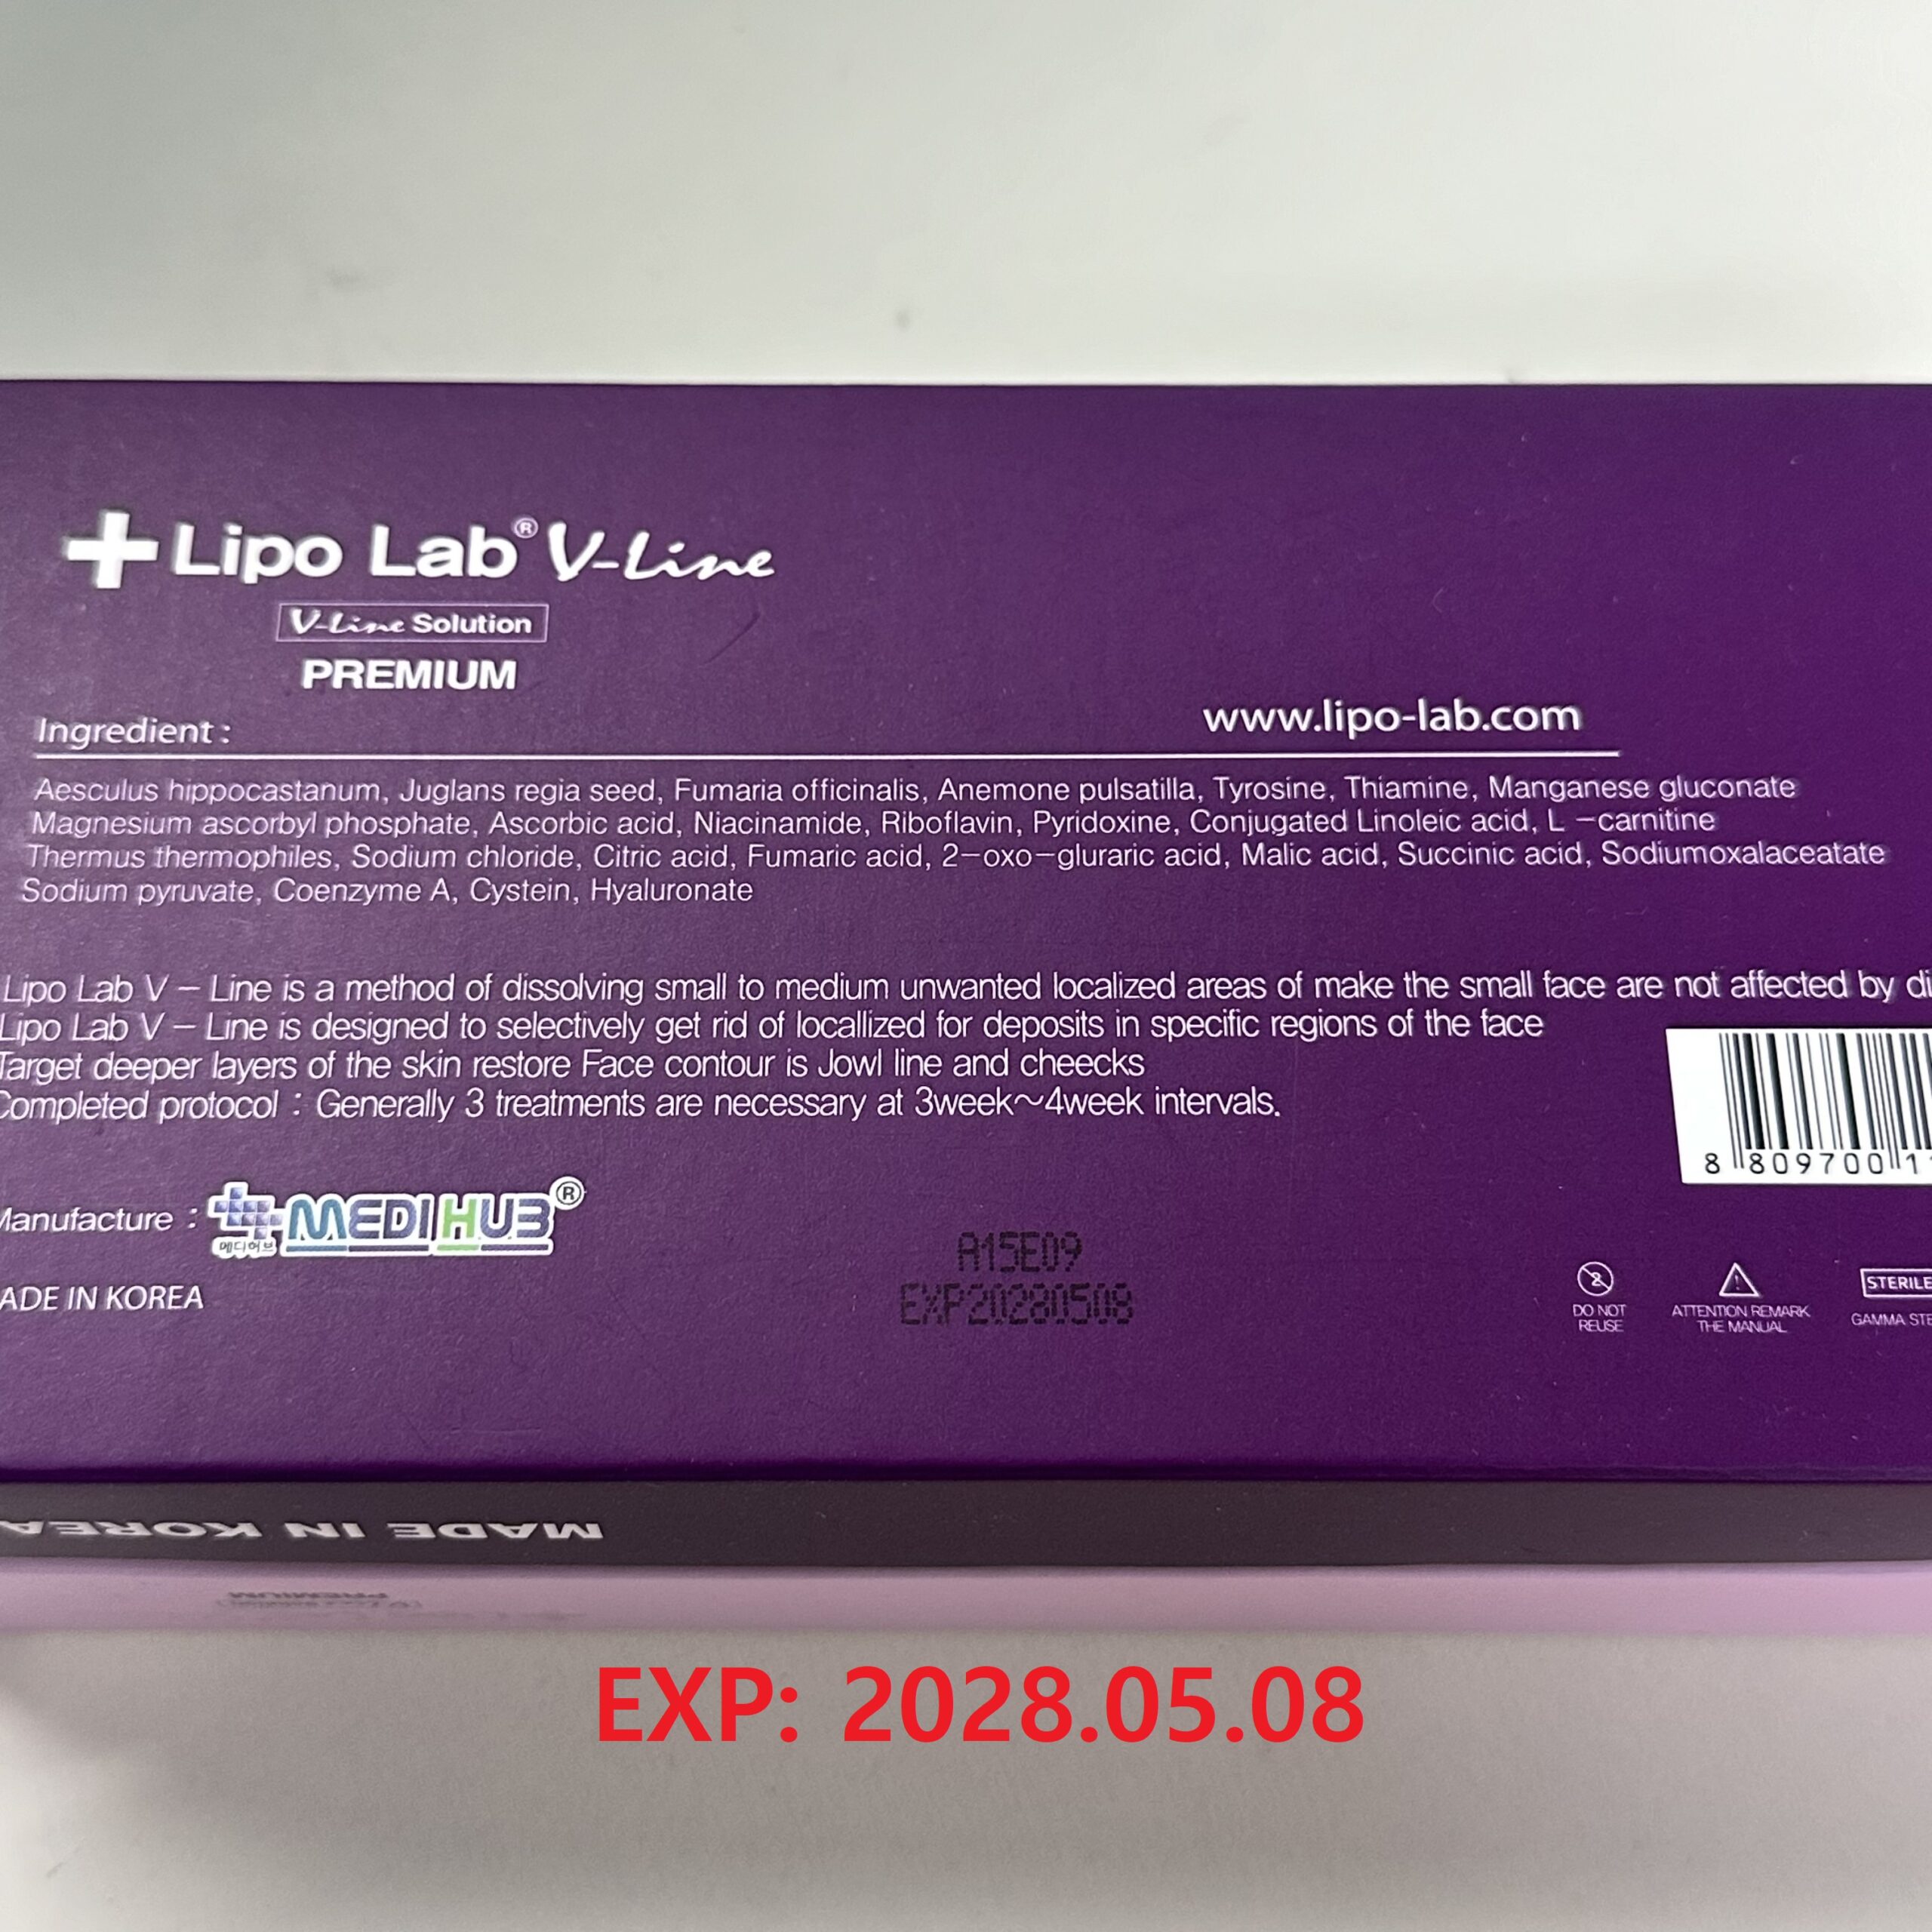 Lipo Lab® V-Line
V-Line Solution
PREMIUM
www.lipo-lab.com
Ingredient :
Aesculus hippocastanum, Juglans regia seed, Fumaria officinalis, Anemone pulsatilla, Tyrosine, Thiamine, Manganese gluconate
Magnesium ascorbyl phosphate, Ascorbic acid, Niacinamide, Riboflavin, Pyridoxine, Conjugated Linoleic acid, L -carnitine
Thermus thermophiles, Sodium chloride, Citric acid, Fumaric acid, 2-oxo-gluraric acid, Malic acid, Succinic acid, Sodiumoxalaceatate
Sodium pyruvate, Coenzyme A, Cystein, Hyaluronate
Lipo Lab V - Line is a method of dissolving small to medium unwanted localized areas of make the small face are not affected by di
Lipo Lab V - Line is designed to selectively get rid of locallized for deposits in specific regions of the face
Target deeper layers of the skin restore Face contour is Jowl line and cheecks
Completed protocol : Generally 3 treatments are necessary at 3week~4week intervals.
8 809700 1
Manufacture : MEDI HUB®
메디허브
A15E09
EXP20280508
ADE IN KOREA
2
DO NOT
REUSE
ATTENTION REMARK
THE MANUAL
STERILE
GAMMA STE
MADE IN KOREA
PREMIUM
EXP: 2028.05.08